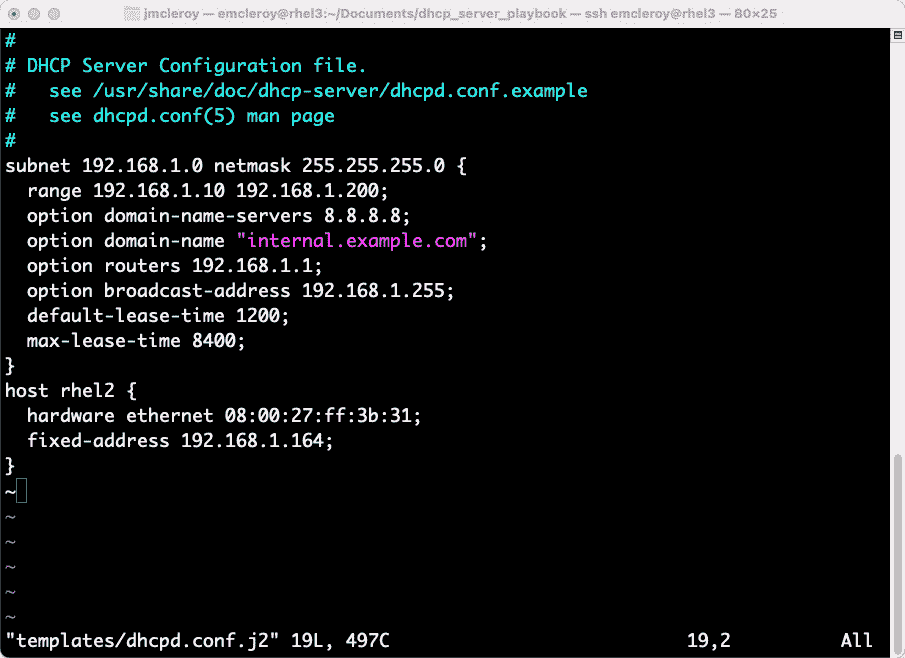 jmcleroy — emcleroy@rhel3:~/Documents/dhcp_server_playbook — ssh emcleroy@rhel3 — 80×25
#
# DHCP Server Configuration file.
#   see /usr/share/doc/dhcp-server/dhcpd.conf.example
#   see dhcpd.conf(5) man page
#
subnet 192.168.1.0 netmask 255.255.255.0 {
  range 192.168.1.10 192.168.1.200;
  option domain-name-servers 8.8.8.8;
  option domain-name "internal.example.com";
  option routers 192.168.1.1;
  option broadcast-address 192.168.1.255;
  default-lease-time 1200;
  max-lease-time 8400;
}
host rhel2 {
  hardware ethernet 08:00:27:ff:3b:31;
  fixed-address 192.168.1.164;
}
~
~
~
~
~
~
"templates/dhcpd.conf.j2" 19L, 497C 19,2 All